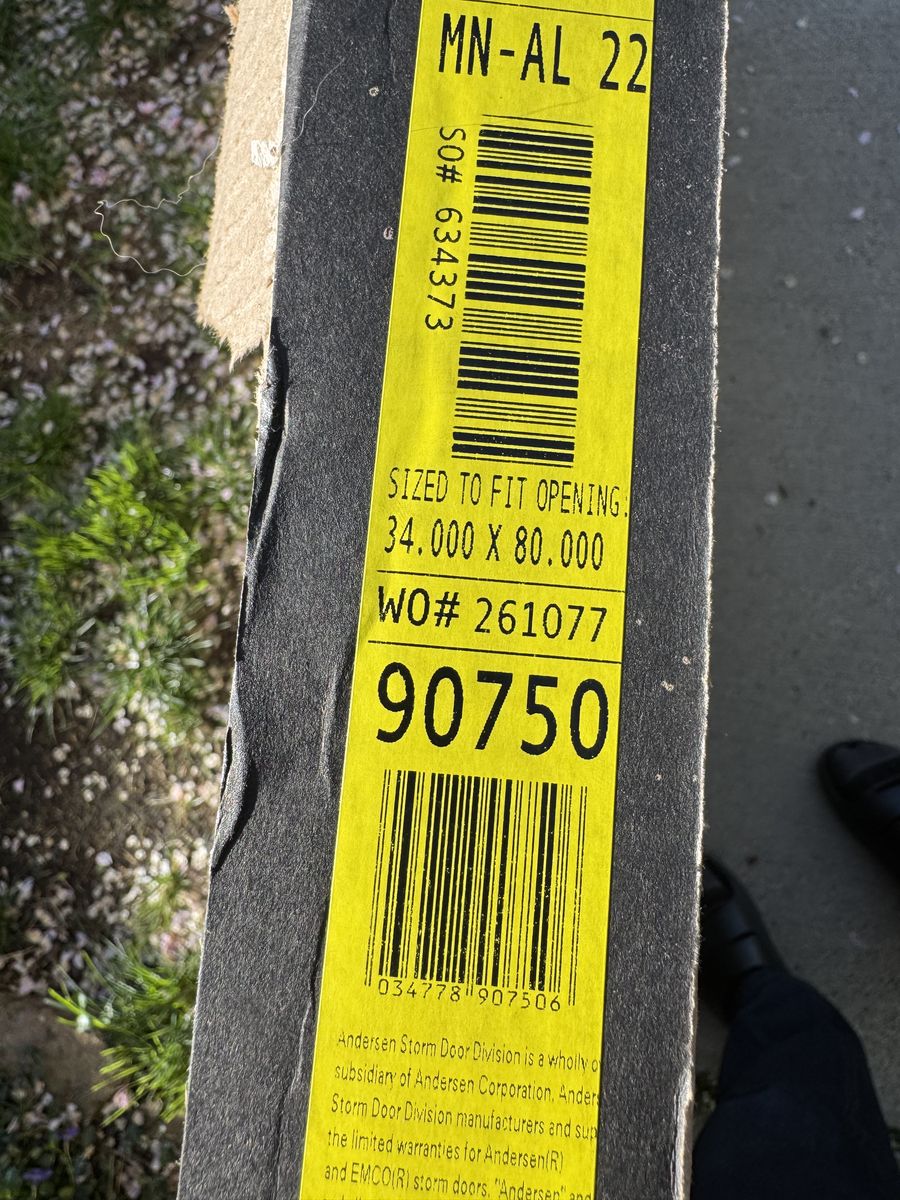 MN-AL 22
SO# 634373
SIZED TO FIT OPENING:
34.000 X 80.000
WO# 261077
90750
034778 907506
Andersen Storm Door Division is a wholly
subsidiary of Andersen Corporation.
Storm Door Division manufacturers and
the limited warranties for Andersen(R)
and EMCO(R) storm doors. "Andersen" and